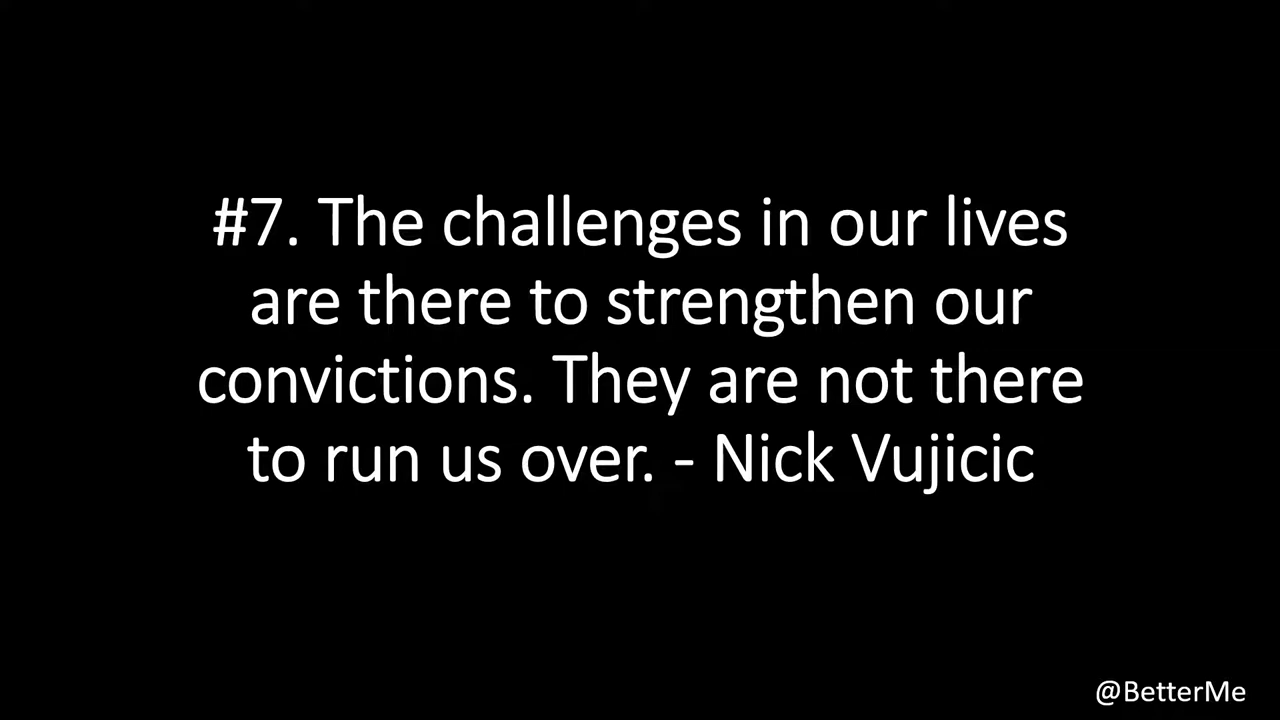 #7. The challenges in our lives
are there to strengthen our
convictions. They are not there
to run us over. - Nick Vujicic
@BetterMe